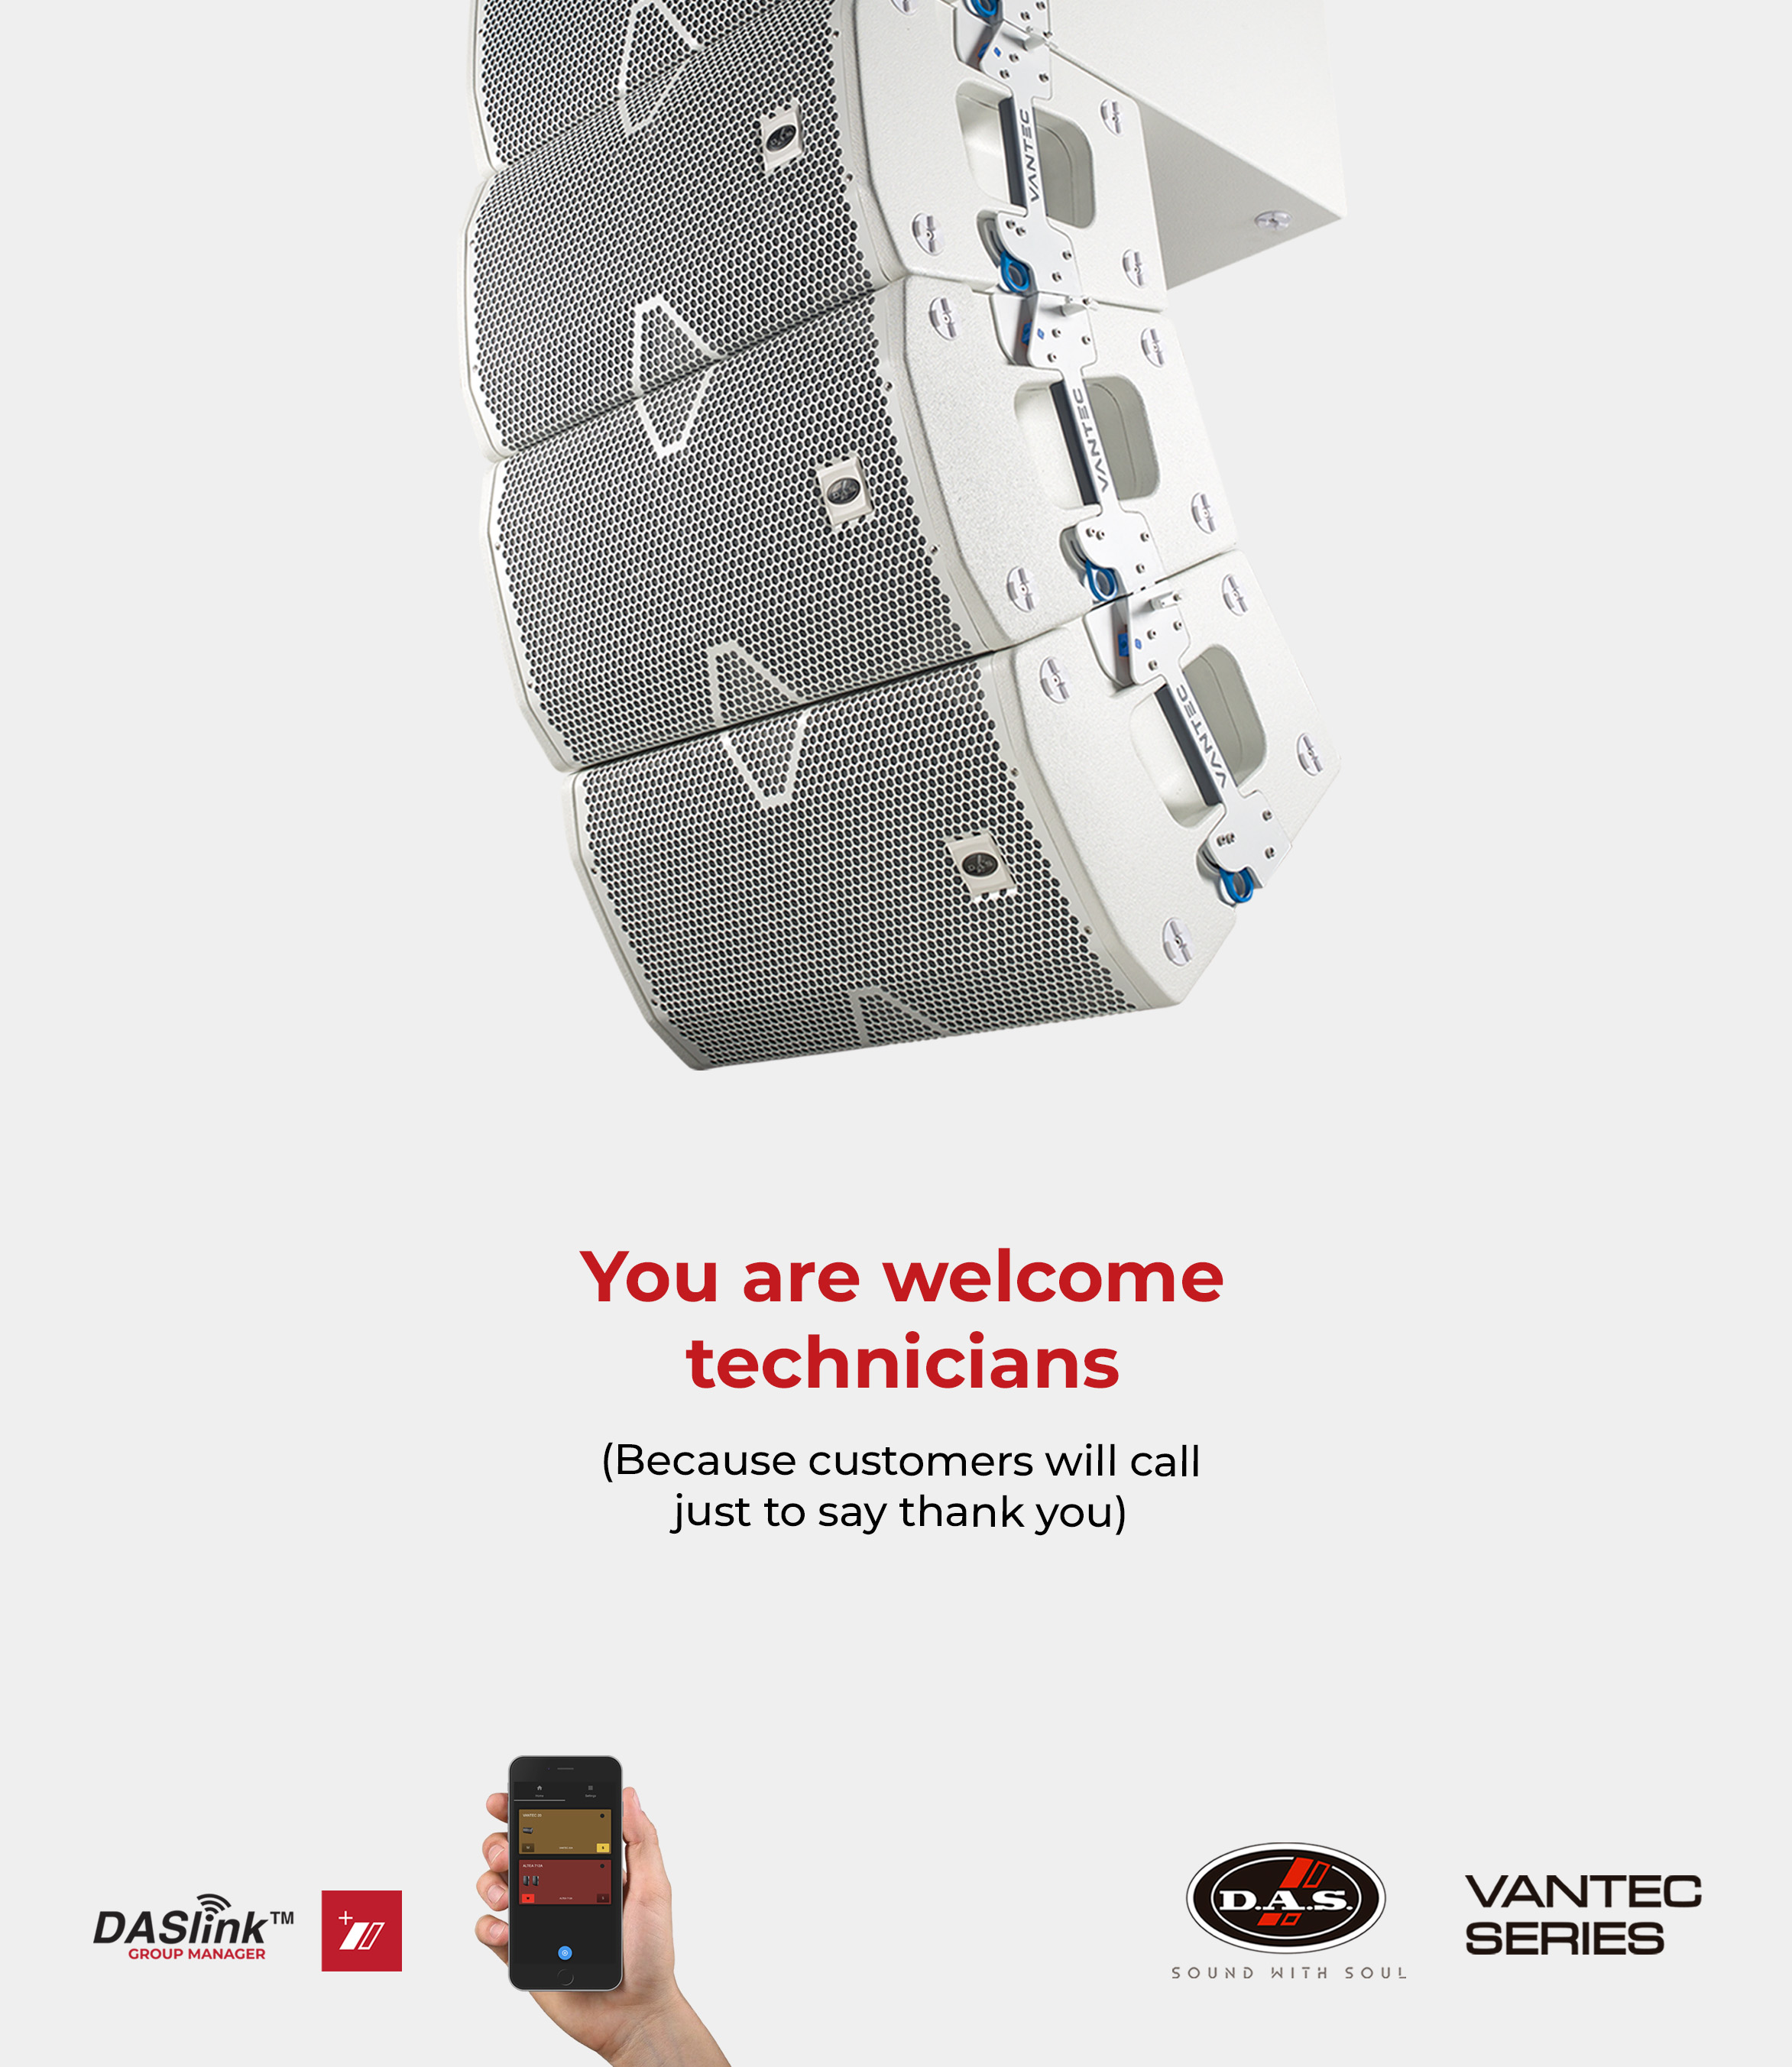 VANTEC
VANTEC
VANTEC
D.A.S
You are welcome
technicians
(Because customers will call
just to say thank you)
DASlink™
GROUP MANAGER
D.A.S.
SOUND WITH SOUL
VANTEC
SERIES